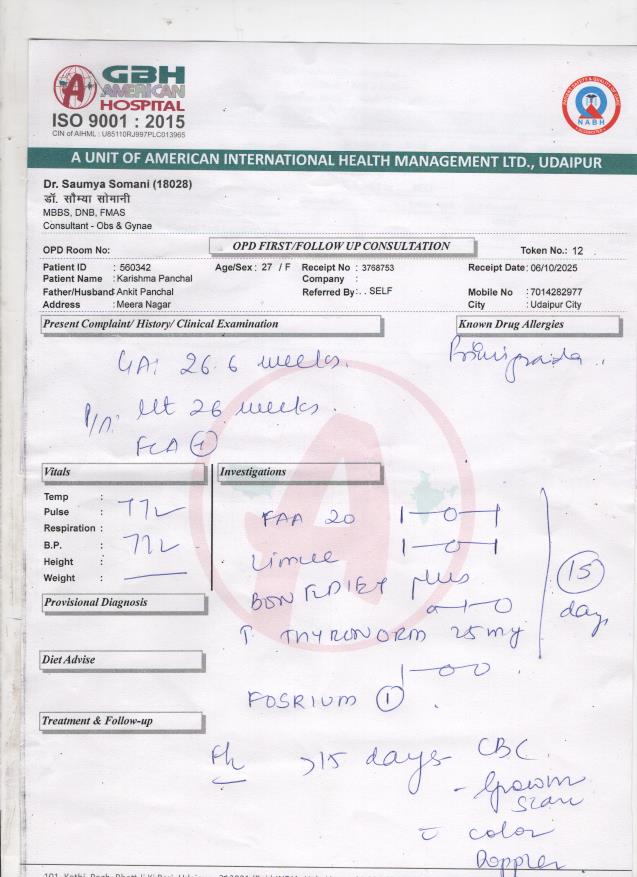 GBH
AMERICAN
HOSPITAL
ISO 9001 : 2015
CIN of AIHML : U85110RJ997PLC013965
NABH
A UNIT OF AMERICAN INTERNATIONAL HEALTH MANAGEMENT LTD., UDAIPUR
Dr. Saumya Somani (18028)
डॉ. सौम्या सोमानी
MBBS, DNB, FMAS
Consultant - Obs & Gynae
OPD Room No:
OPD FIRST/FOLLOW UP CONSULTATION
Token No.: 12
Patient ID : 560342 Age/Sex : 27 / F Receipt No : 3768753 Receipt Date : 06/10/2025
Patient Name : Karishma Panchal Company :
Father/Husband : Ankit Panchal Referred By : . . SELF Mobile No : 7014282977
Address : Meera Nagar City : Udaipur City
Present Complaint/ History/ Clinical Examination Known Drug Allergies
GA: 26.6 weeks.
P/A: Ut 26 weeks.
Vitals Investigations
Temp :
Pulse :
Respiration :
B.P. :
Height :
Weight :
FAA 20 1-0-1
1-0-1
plus
0-1-0
T THYRONORM 25 mg
1-0-0
15
days
Provisional Diagnosis
Diet Advise
FOSRIUM 1
Treatment & Follow-up
15 days CBC
- Growth
scan
c color
Doppler